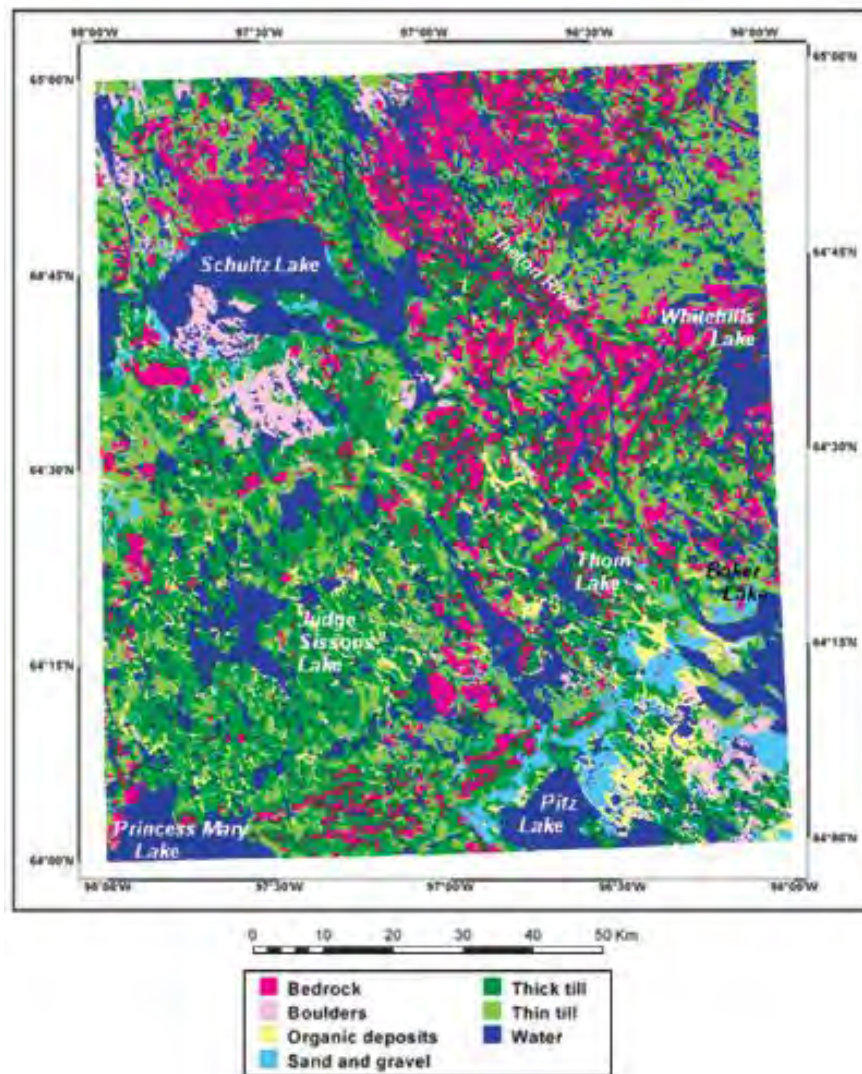 98°00'W 97°30'W 97°00'W 96°30'W 96°00'W
65°00'N
65°00'N
Schultz Lake
Thelon River
64°45'N
64°45'N
Whitehills
Lake
64°30'N
64°30'N
Thom
Lake
Baker
Lake
Judge
Sissons
Lake
64°15'N
64°15'N
Pitz
Lake
Princess Mary
Lake
64°00'N
64°00'N
98°00'W 97°30'W 97°00'W 96°30'W 96°00'W
0 10 20 30 40 50 Km
Bedrock Thick till
Boulders Thin till
Organic deposits Water
Sand and gravel